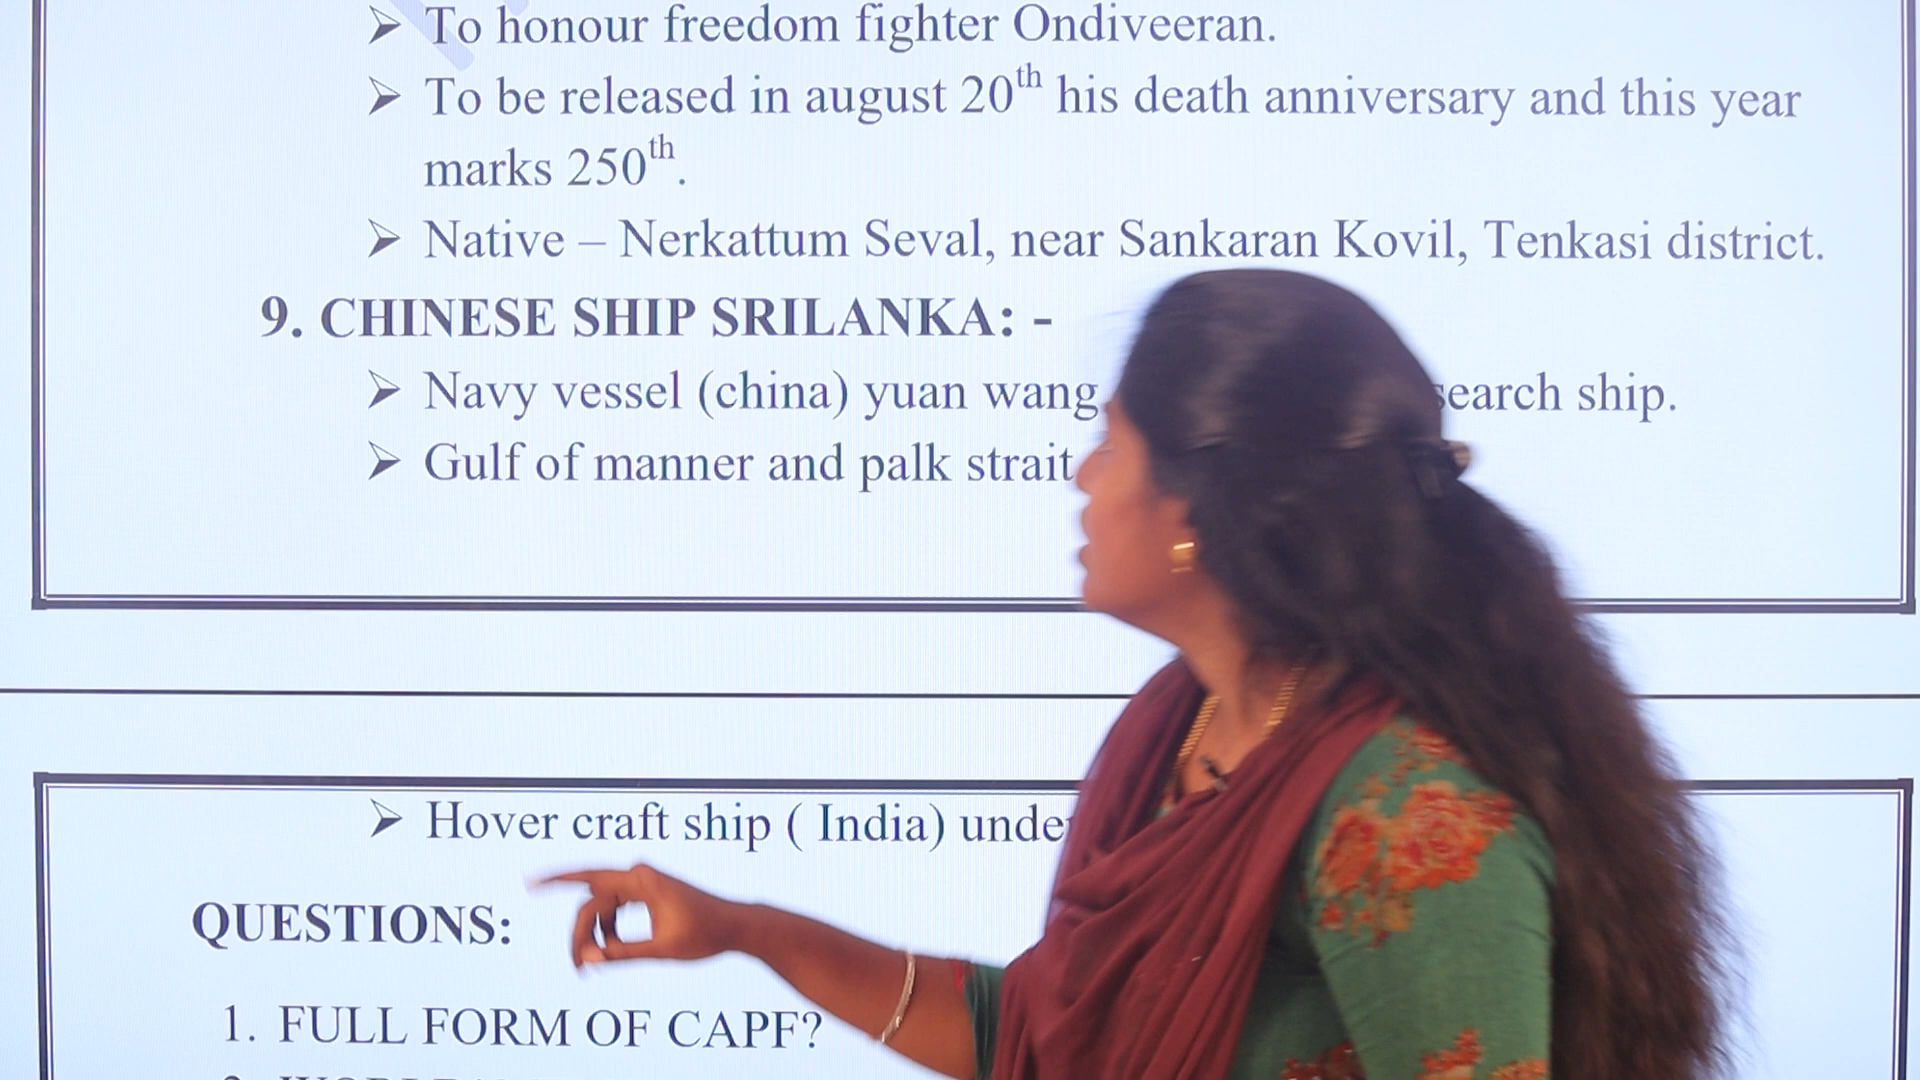 To honour freedom fighter Ondiveeran.
To be released in august 20th his death anniversary and this year
marks 250th.
Native – Nerkattum Seval, near Sankaran Kovil, Tenkasi district.
9. CHINESE SHIP SRILANKA: -
Navy vessel (china) yuan wang ship.
Gulf of manner and palk strait
Hover craft ship ( India)
QUESTIONS:
1. FULL FORM OF CAPF?